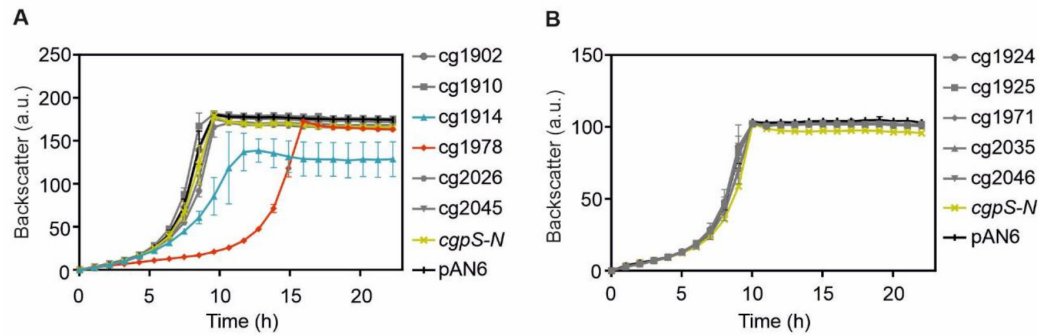 A
Backscatter (a.u.)
250
200
150
100
50
0
0
5
10
15
20
Time (h)
cg1902
cg1910
cg1914
cg1978
cg2026
cg2045
cgpS-N
pAN6
B
Backscatter (a.u.)
150
100
50
0
0
5
10
15
20
Time (h)
cg1924
cg1925
cg1971
cg2035
cg2046
cgpS-N
pAN6